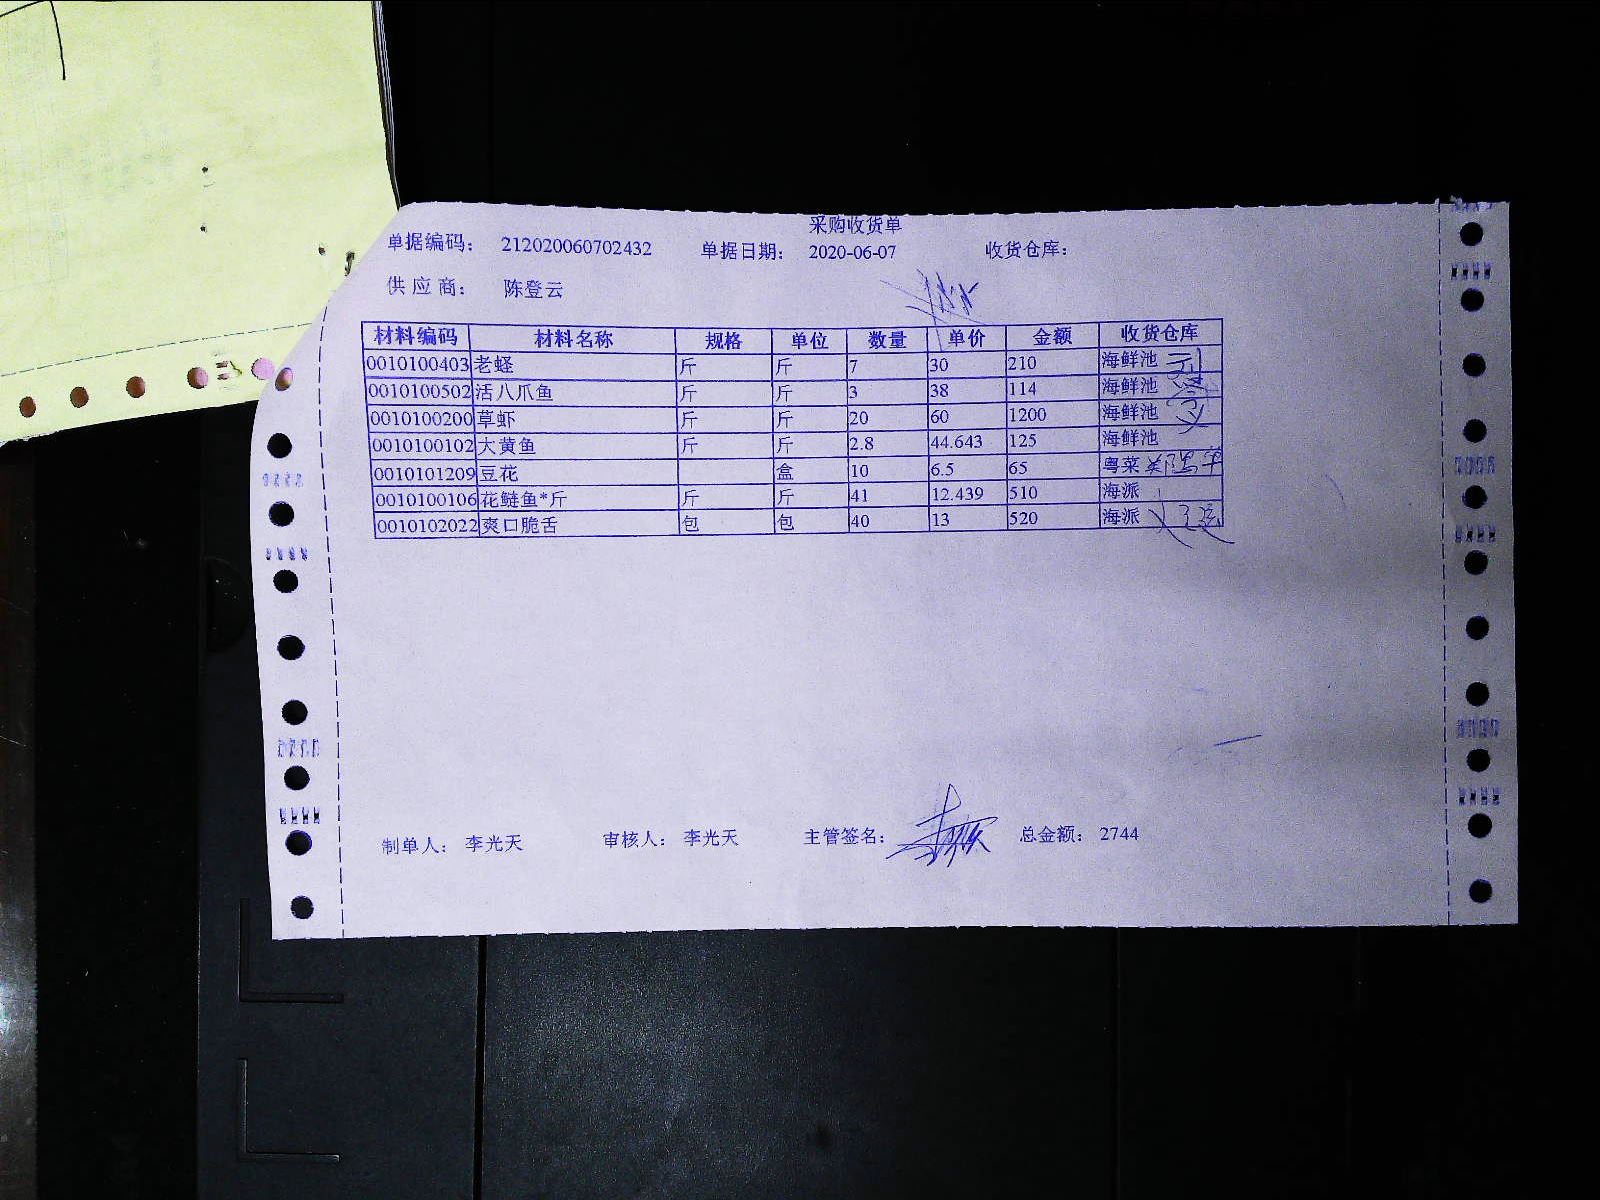 采购收货单
单据编码： 212020060702432 单据日期： 2020-06-07 收货仓库：
供 应 商： 陈登云
材料编码 材料名称 规格 单位 数量 单价 金额 收货仓库
0010100403 老蛏 斤 斤 7 30 210 海鲜池
0010100502 活八爪鱼 斤 斤 3 38 114 海鲜池
0010100200 草虾 斤 斤 20 60 1200 海鲜池
0010100102 大黄鱼 斤 斤 2.8 44.643 125 海鲜池
0010101209 豆花 盒 10 6.5 65 粤菜
0010100106 花鲢鱼*斤 斤 斤 41 12.439 510 海派
0010102022 爽口脆舌 包 包 40 13 520 海派
制单人： 李光天 审核人： 李光天 主管签名： 总金额： 2744